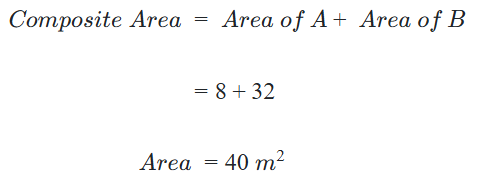 Composite Area = Area of A + Area of B
= 8 + 32
Area = 40 m²